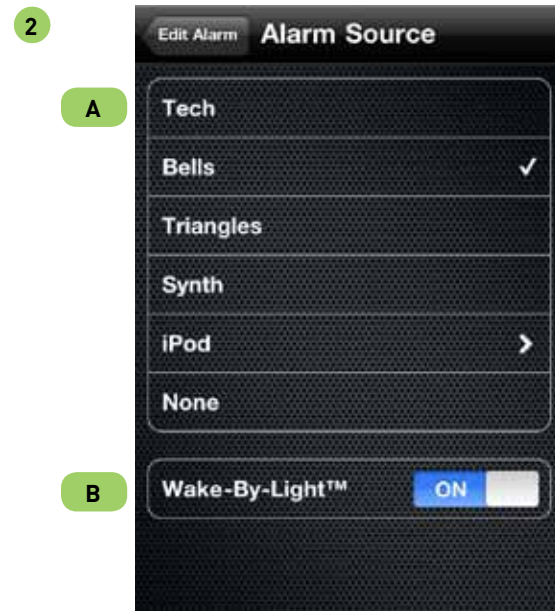 2
Edit Alarm Alarm Source
A Tech
Bells
Triangles
Synth
iPod
None
B Wake-By-Light™ ON